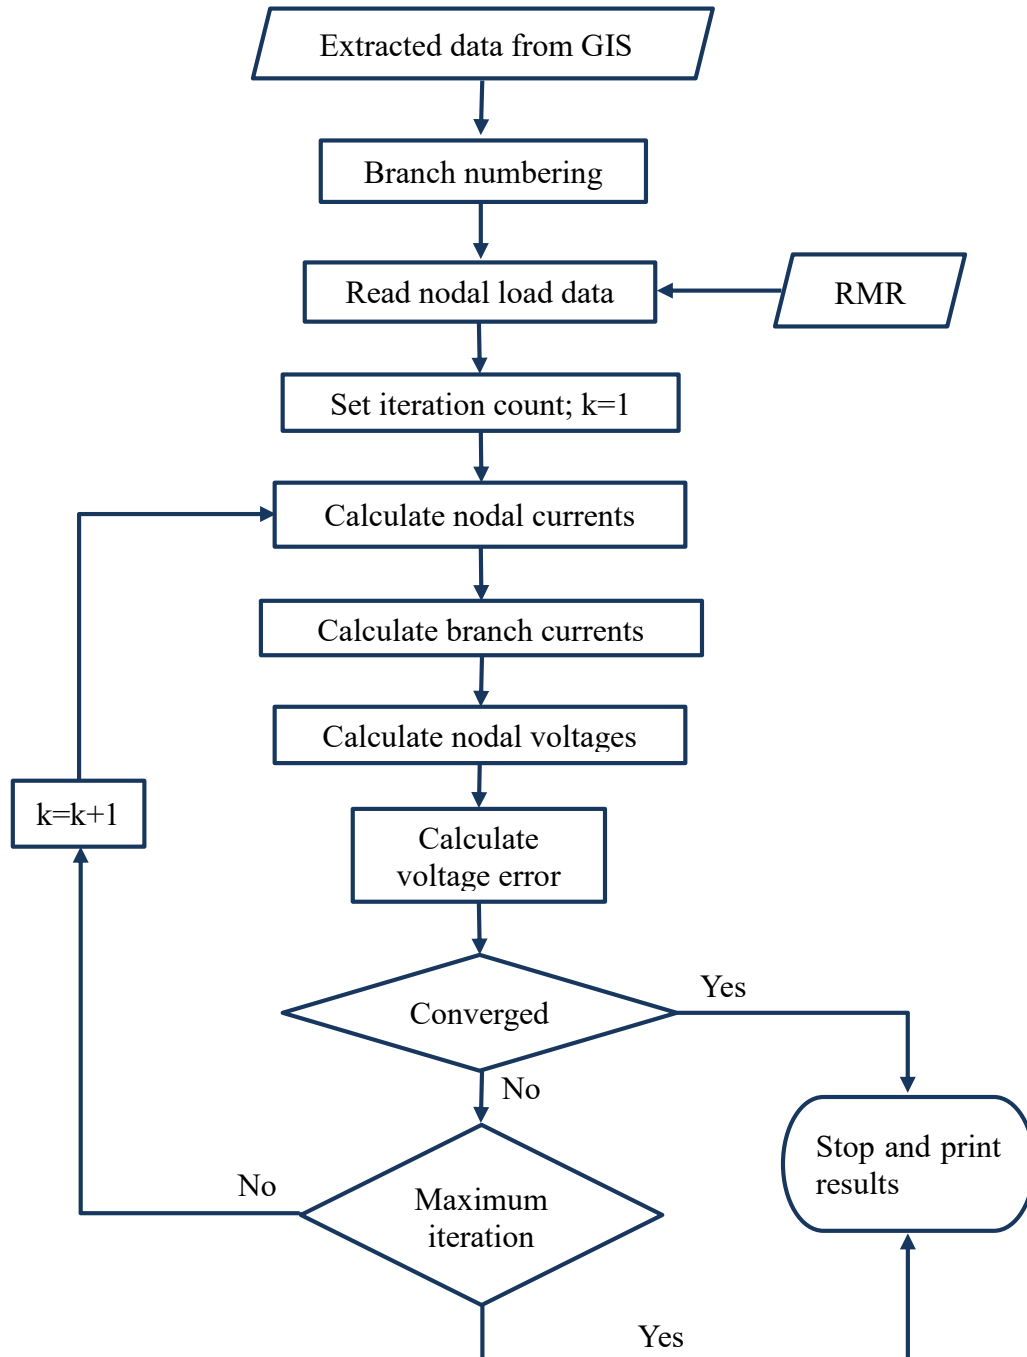 Extracted data from GIS
Branch numbering
Read nodal load data
RMR
Set iteration count; k=1
Calculate nodal currents
Calculate branch currents
Calculate nodal voltages
k=k+1
Calculate
voltage error
Yes
Converged
No
Stop and print
results
No
Maximum
iteration
Yes